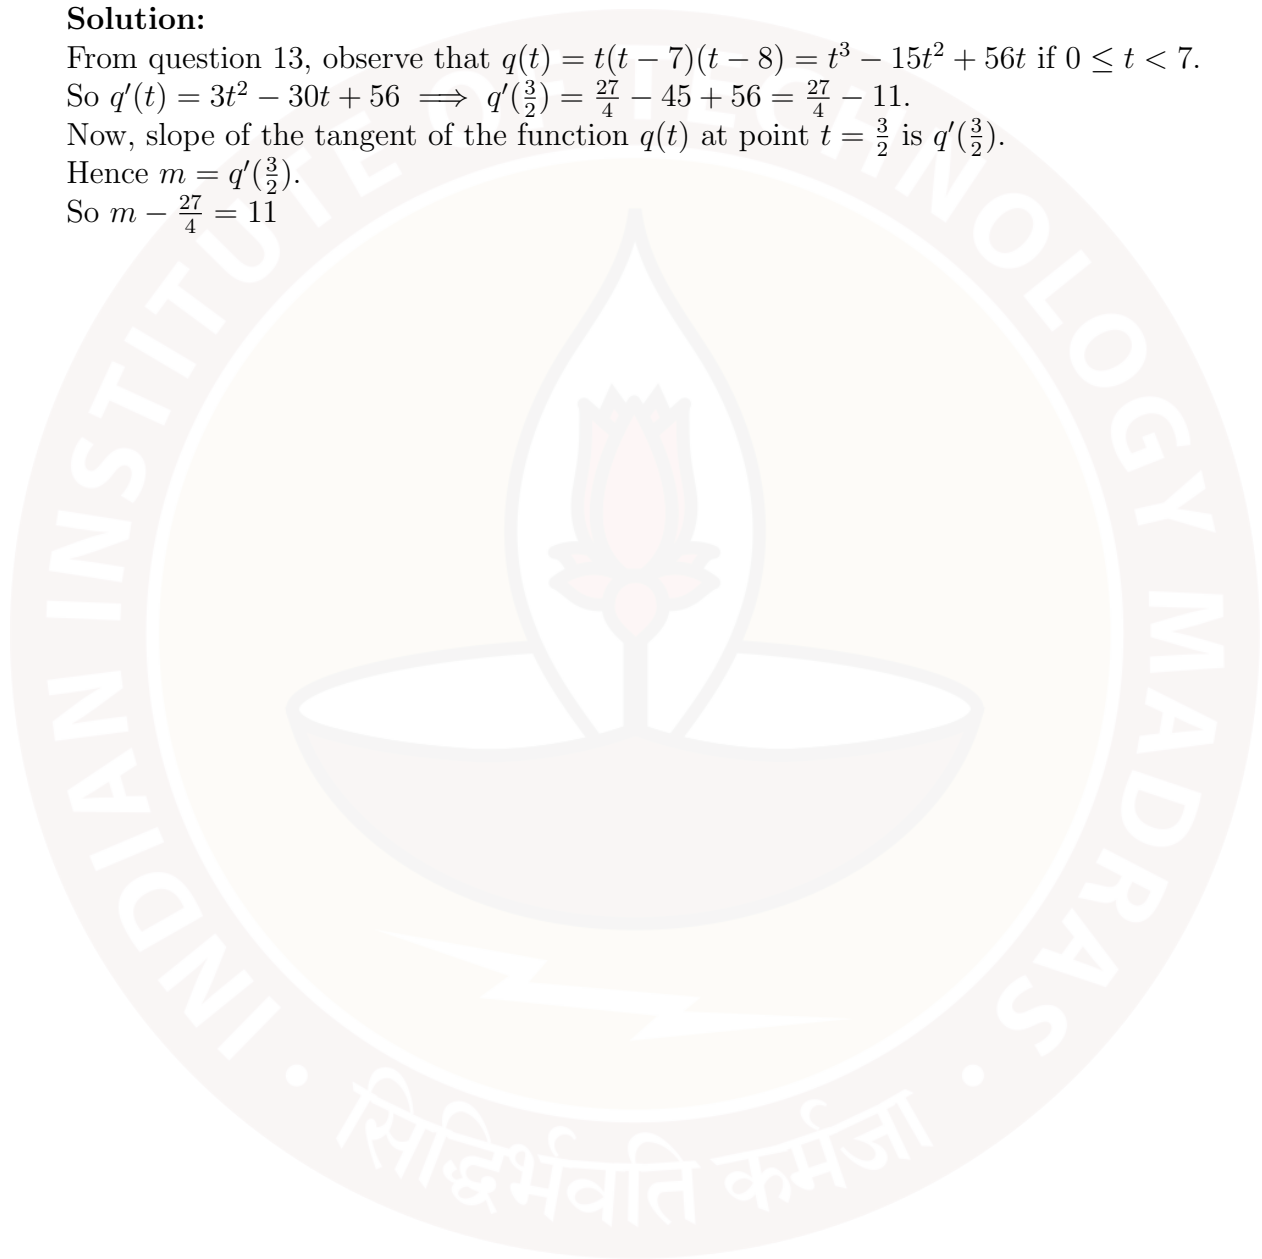 Solution:
From question 13, observe that q(t) = t(t − 7)(t − 8) = t³ − 15t² + 56t if 0 ≤ t < 7.
So q′(t) = 3t² − 30t + 56 ⟹ q′(3/2) = 27/4 − 45 + 56 = 27/4 − 11.
Now, slope of the tangent of the function q(t) at point t = 3/2 is q′(3/2).
Hence m = q′(3/2).
So m − 27/4 = 11
INDIAN INSTITUTE OF TECHNOLOGY MADRAS
सिद्धिर्भवति कर्मजा